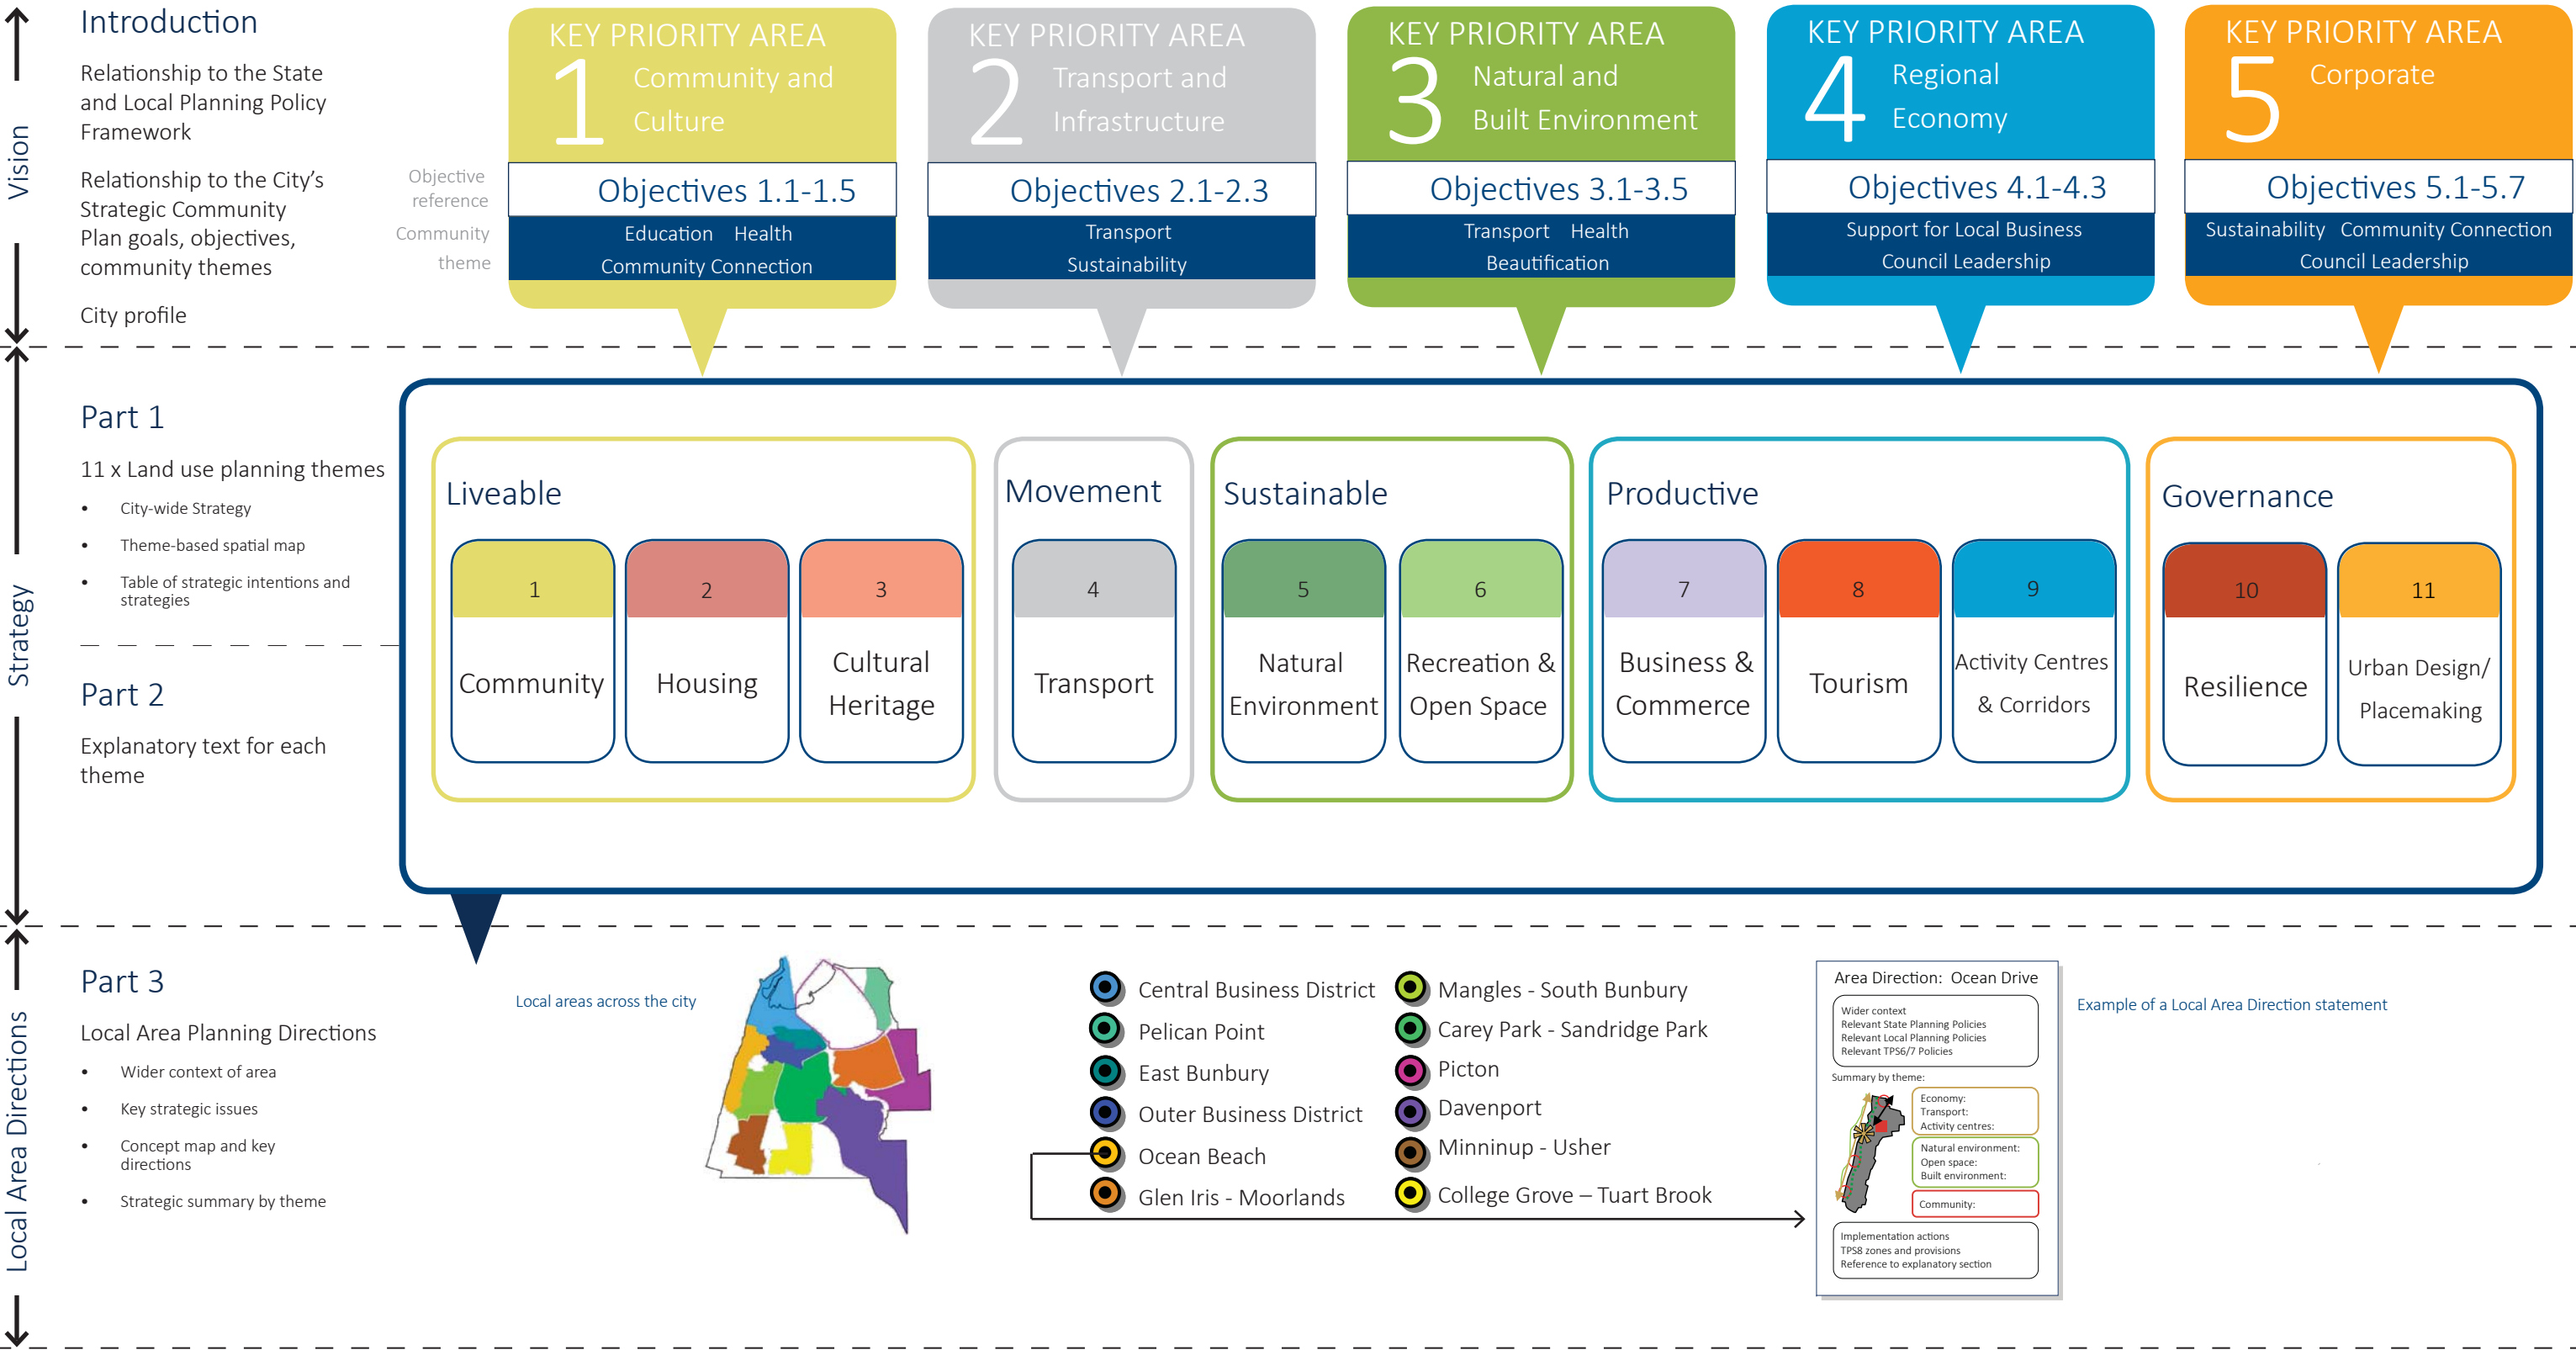 Vision
Introduction
Relationship to the State
and Local Planning Policy
Framework
Relationship to the City’s
Strategic Community
Plan goals, objectives,
community themes
City profile
Objective
reference
Community
theme
KEY PRIORITY AREA
1
Community and
Culture
Objectives 1.1-1.5
Education Health
Community Connection
KEY PRIORITY AREA
2
Transport and
Infrastructure
Objectives 2.1-2.3
Transport
Sustainability
KEY PRIORITY AREA
3
Natural and
Built Environment
Objectives 3.1-3.5
Transport Health
Beautification
KEY PRIORITY AREA
4
Regional
Economy
Objectives 4.1-4.3
Support for Local Business
Council Leadership
KEY PRIORITY AREA
5
Corporate
Objectives 5.1-5.7
Sustainability Community Connection
Council Leadership
Strategy
Part 1
11 x Land use planning themes
• City-wide Strategy
• Theme-based spatial map
• Table of strategic intentions and
strategies
Part 2
Explanatory text for each
theme
Liveable
1
Community
2
Housing
3
Cultural
Heritage
Movement
4
Transport
Sustainable
5
Natural
Environment
6
Recreation &
Open Space
Productive
7
Business &
Commerce
8
Tourism
9
Activity Centres
& Corridors
Governance
10
Resilience
11
Urban Design/
Placemaking
Local Area Directions
Part 3
Local Area Planning Directions
• Wider context of area
• Key strategic issues
• Concept map and key
directions
• Strategic summary by theme
Local areas across the city
Central Business District
Pelican Point
East Bunbury
Outer Business District
Ocean Beach
Glen Iris - Moorlands
Mangles - South Bunbury
Carey Park - Sandridge Park
Picton
Davenport
Minninup - Usher
College Grove – Tuart Brook
Area Direction: Ocean Drive
Wider context
Relevant State Planning Policies
Relevant Local Planning Policies
Relevant TPS6/7 Policies
Summary by theme:
Economy:
Transport:
Activity centres:
Natural environment:
Open space:
Built environment:
Community:
Implementation actions
TPS8 zones and provisions
Reference to explanatory section
Example of a Local Area Direction statement